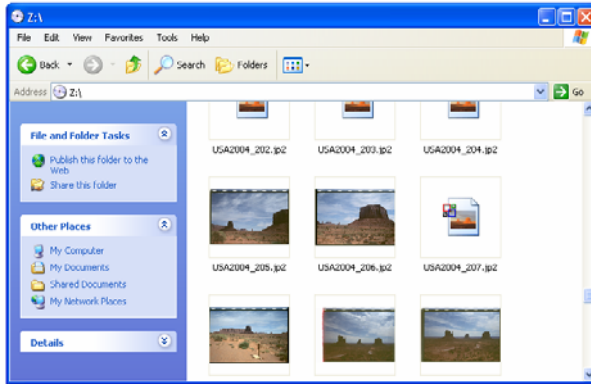 Z:\
File Edit View Favorites Tools Help
Back Search Folders
Address Z:\ Go
File and Folder Tasks
Publish this folder to the
Web
Share this folder
Other Places
My Computer
My Documents
Shared Documents
My Network Places
Details
USA2004_202.jp2 USA2004_203.jp2 USA2004_204.jp2
USA2004_205.jp2 USA2004_206.jp2 USA2004_207.jp2